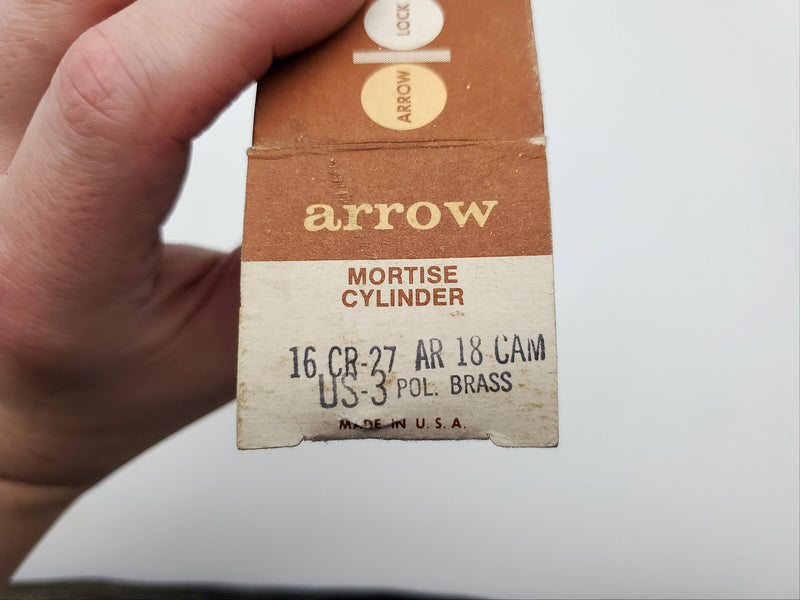 LOCK
ARROW
arrow
MORTISE
CYLINDER
16 CR-27 AR 18 CAM
US-3 POL. BRASS
MADE IN U.S.A.